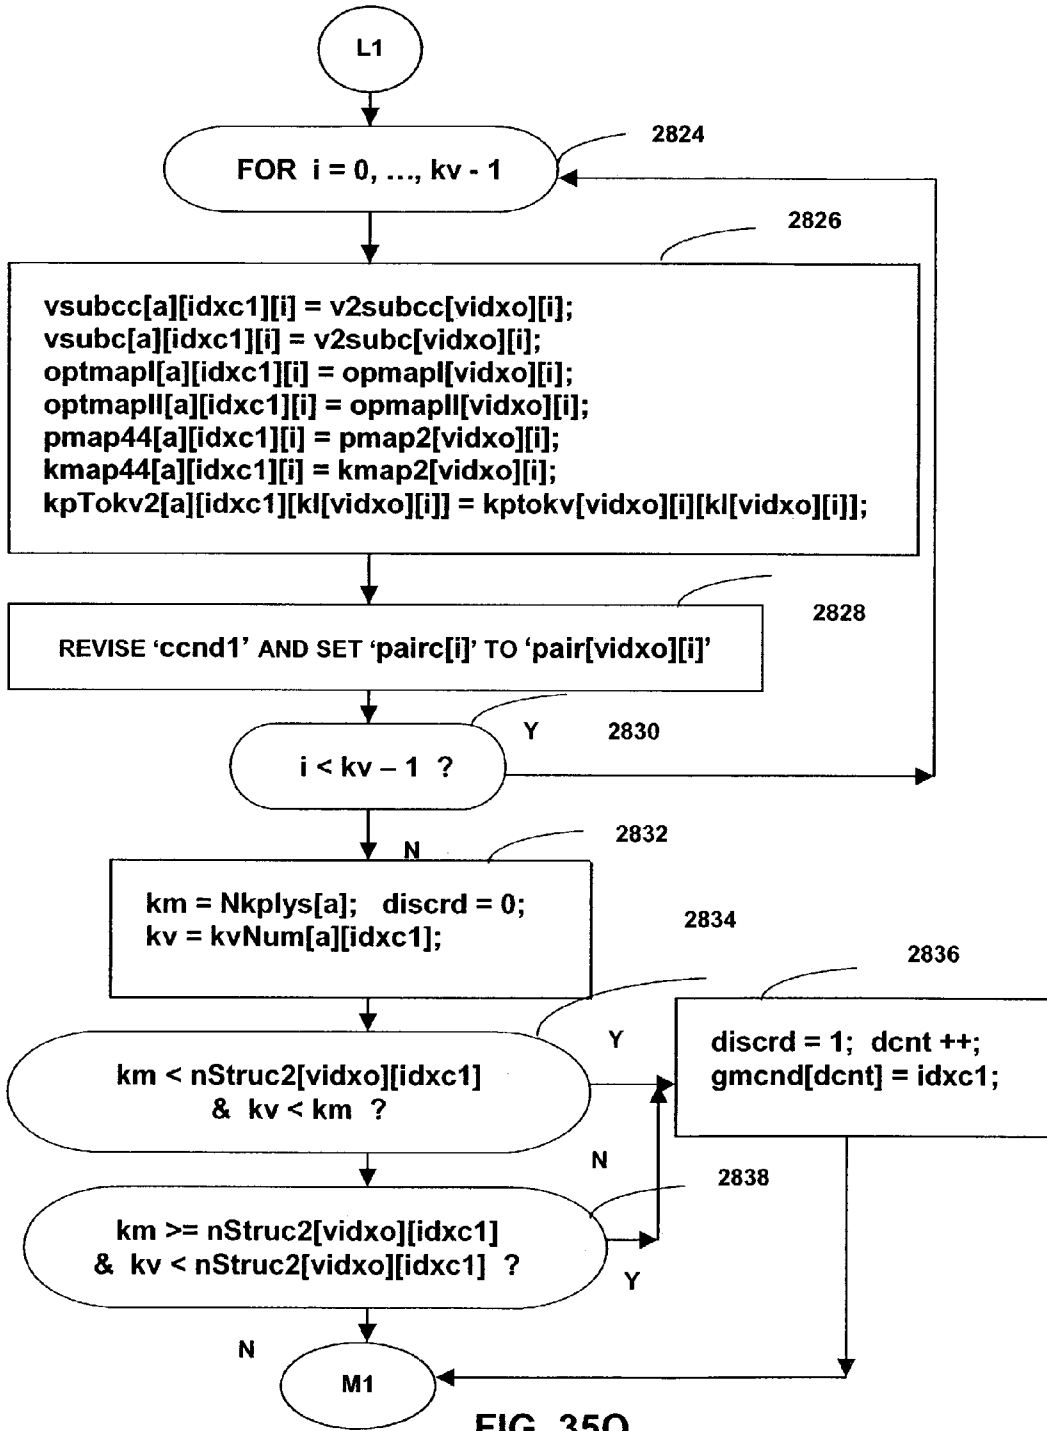 L1
2824
FOR i = 0, ..., kv - 1
2826
vsubcc[a][idxc1][i] = v2subcc[vidxo][i];
vsubc[a][idxc1][i] = v2subc[vidxo][i];
optmapI[a][idxc1][i] = opmapI[vidxo][i];
optmapII[a][idxc1][i] = opmapII[vidxo][i];
pmap44[a][idxc1][i] = pmap2[vidxo][i];
kmap44[a][idxc1][i] = kmap2[vidxo][i];
kpTokv2[a][idxc1][kl[vidxo][i]] = kptokv[vidxo][i][kl[vidxo][i]];
2828
REVISE ‘ccnd1’ AND SET ‘pairc[i]’ TO ‘pair[vidxo][i]’
Y 2830
i < kv – 1 ?
2832
N
km = Nkplys[a]; discrd = 0;
kv = kvNum[a][idxc1];
2834
2836
Y
discrd = 1; dcnt ++;
gmcnd[dcnt] = idxc1;
km < nStruc2[vidxo][idxc1]
& kv < km ?
N
2838
km >= nStruc2[vidxo][idxc1]
& kv < nStruc2[vidxo][idxc1] ?
Y
N
M1